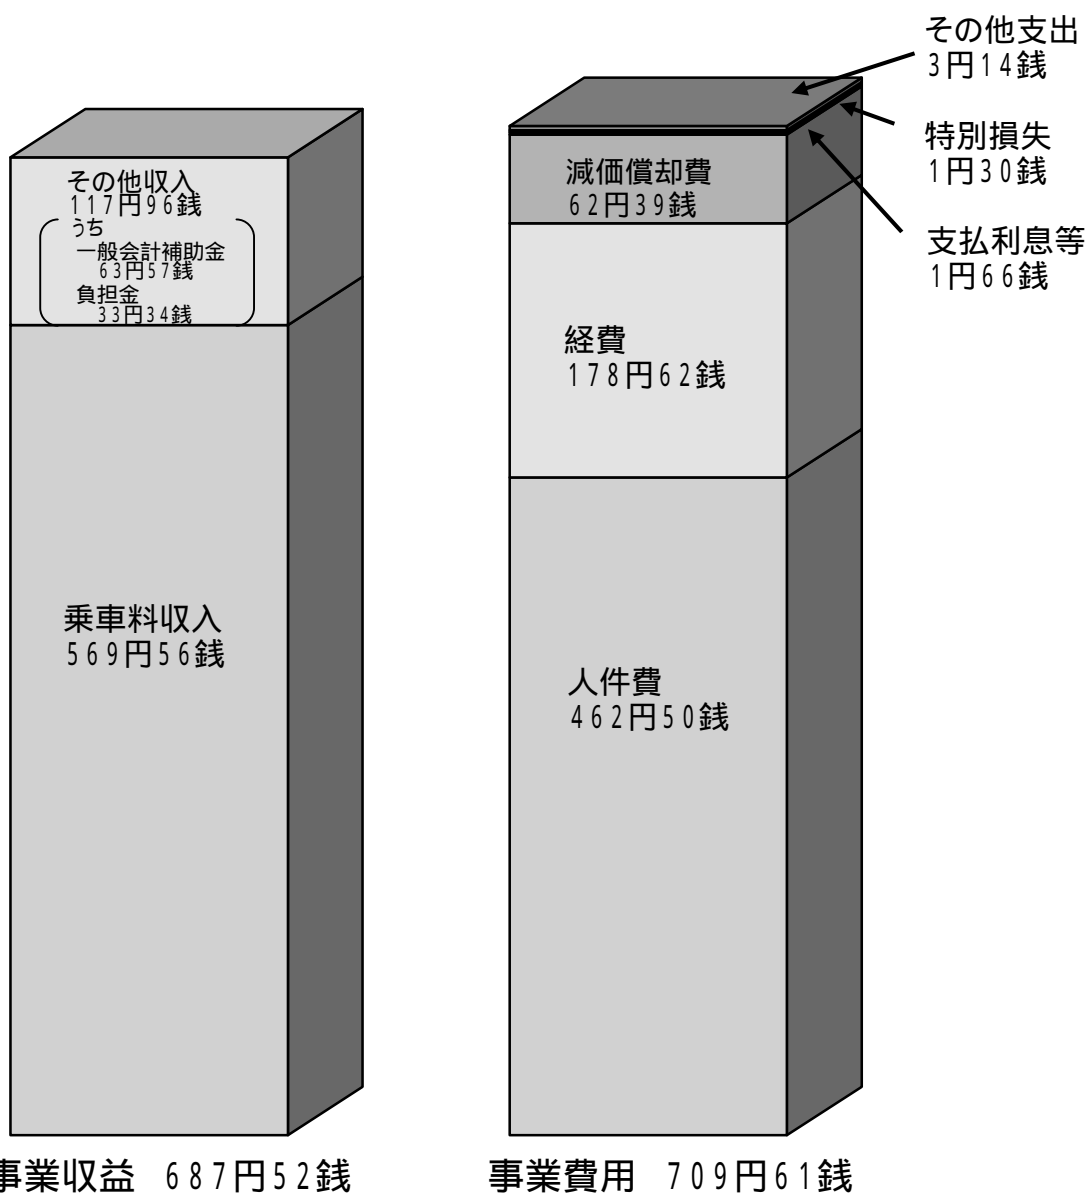 その他収入
117円96銭
うち
一般会計補助金
63円57銭
負担金
33円34銭
乗車料収入
569円56銭
事業収益 687円52銭
その他支出
3円14銭
特別損失
1円30銭
支払利息等
1円66銭
減価償却費
62円39銭
経費
178円62銭
人件費
462円50銭
事業費用 709円61銭